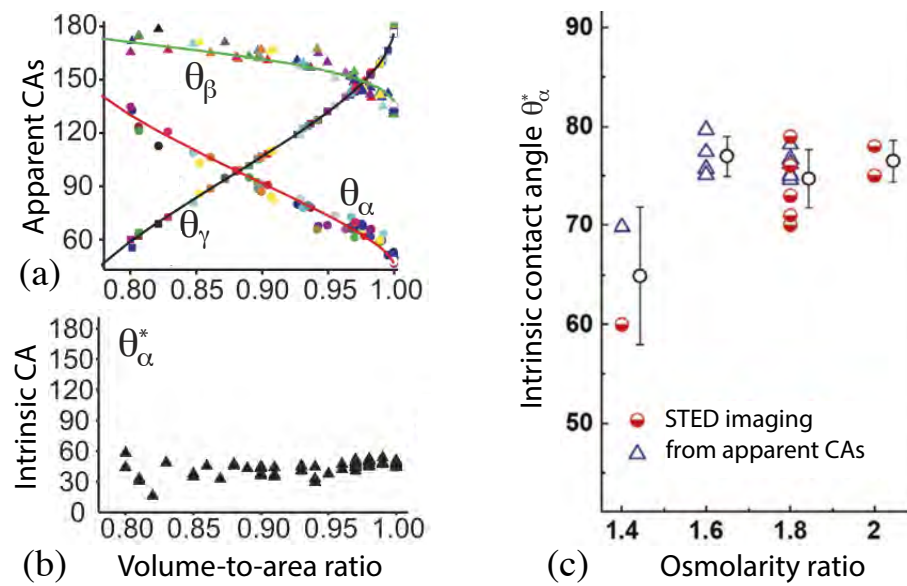 180
150
120
90
60
Apparent CAs
θβ
θα
θγ
(a)
0.80 0.85 0.90 0.95 1.00
180
150
120
90
60
30
0
Intrinsic CA
θ*α
0.80 0.85 0.90 0.95 1.00
(b) Volume-to-area ratio
90
80
70
60
50
Intrinsic contact angle θ*α
STED imaging
from apparent CAs
1.4 1.6 1.8 2
(c) Osmolarity ratio